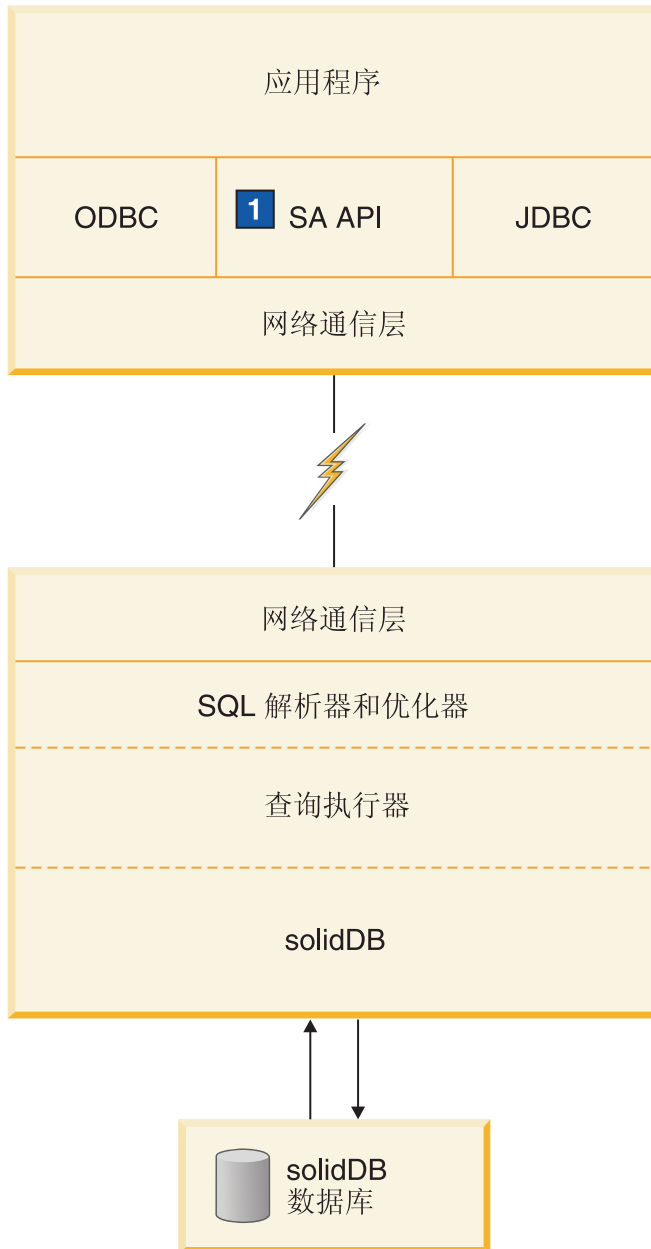 应用程序
ODBC
1 SA API
JDBC
网络通信层
网络通信层
SQL 解析器和优化器
查询执行器
solidDB
solidDB
数据库